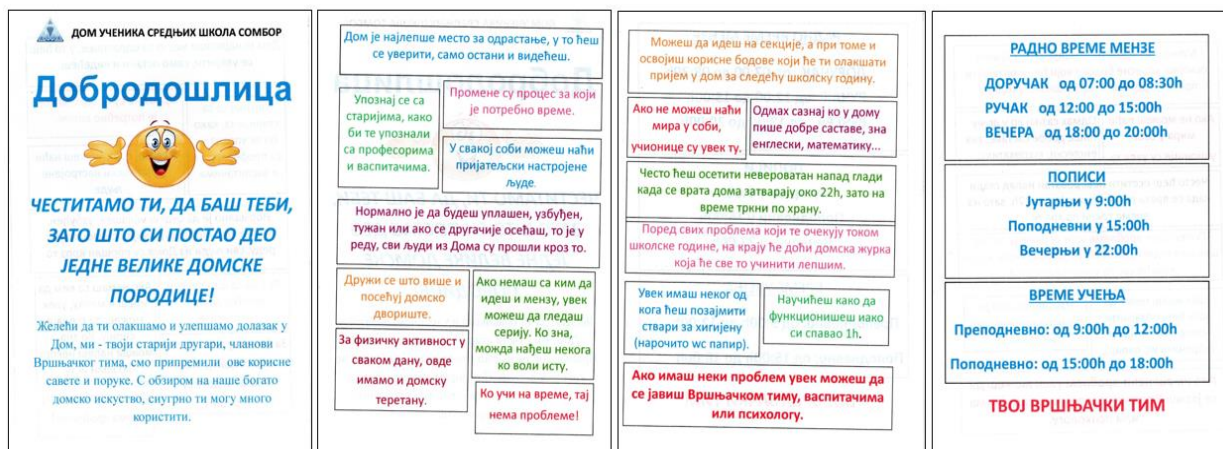 ДОМ УЧЕНИКА СРЕДЊИХ ШКОЛА СОМБОР
Добродошлица
ЧЕСТИТАМО ТИ, ДА БАШ ТЕБИ,
ЗАТО ШТО СИ ПОСТАО ДЕО
ЈЕДНЕ ВЕЛИКЕ ДОМСКЕ
ПОРОДИЦЕ!
Желећи да ти олакшамо и улепшамо долазак у
Дом, ми - твоји старији другари, чланови
Вршњачког тима, смо припремили ове корисне
савете и поруке. С обзиром на наше богато
домско искуство, сиугрно ти могу много
користити.
Дом је најлепше место за одрастање, у то ћеш
се уверити, само остани и видећеш.
Упознај се са
старијима, како
би те упознали
са професорима
и васпитачима.
Промене су процес за који
је потребно време.
У свакој соби можеш наћи
пријатељски настројене
људе.
Нормално је да будеш уплашен, узбуђен,
тужан или ако се другачије осећаш, то је у
реду, сви људи из Дома су прошли кроз то.
Дружи се што више и
посећуј домско
двориште.
Ако немаш са ким да
идеш и мензу, увек
можеш да гледаш
серију. Ко зна,
можда нађеш некога
ко воли исту.
За физичку активност у
сваком дану, овде
имамо и домску
теретану.
Ко учи на време, тај
нема проблеме!
Можеш да идеш на секције, а при томе и
освојиш корисне бодове који ће ти олакшати
пријем у дом за следећу школску годину.
Ако не можеш наћи
мира у соби,
учионице су увек ту.
Одмах сазнај ко у дому
пише добре саставе, зна
енглески, математику...
Често ћеш осетити невероватан напад глади
када се врата дома затварају око 22h, зато на
време тркни по храну.
Поред свих проблема који те очекују током
школске године, на крају ће доћи домска журка
која ће све то учинити лепшим.
Увек имаш неког од
кога ћеш позајмити
ствари за хигијену
(нарочито wc папир).
Научићеш како да
функционишеш иако
си спавао 1h.
Ако имаш неки проблем увек можеш да
се јавиш Вршњачком тиму, васпитачима
или психологу.
РАДНО ВРЕМЕ МЕНЗЕ
ДОРУЧАК од 07:00 до 08:30h
РУЧАК од 12:00 до 15:00h
ВЕЧЕРА од 18:00 до 20:00h
ПОПИСИ
Јутарњи у 9:00h
Поподневни у 15:00h
Вечерњи у 22:00h
ВРЕМЕ УЧЕЊА
Преподневно: од 9:00h до 12:00h
Поподневно: од 15:00h до 18:00h
ТВОЈ ВРШЊАЧКИ ТИМ